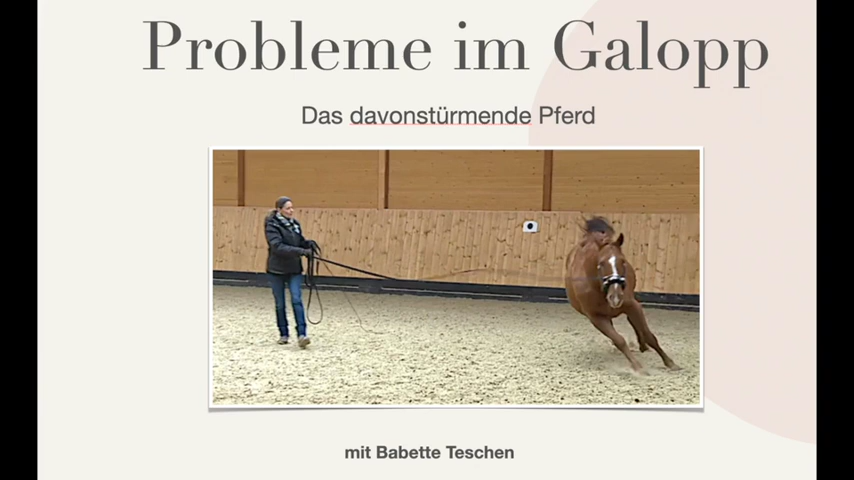 Probleme im Galopp
Das davonstürmende Pferd
mit Babette Teschen